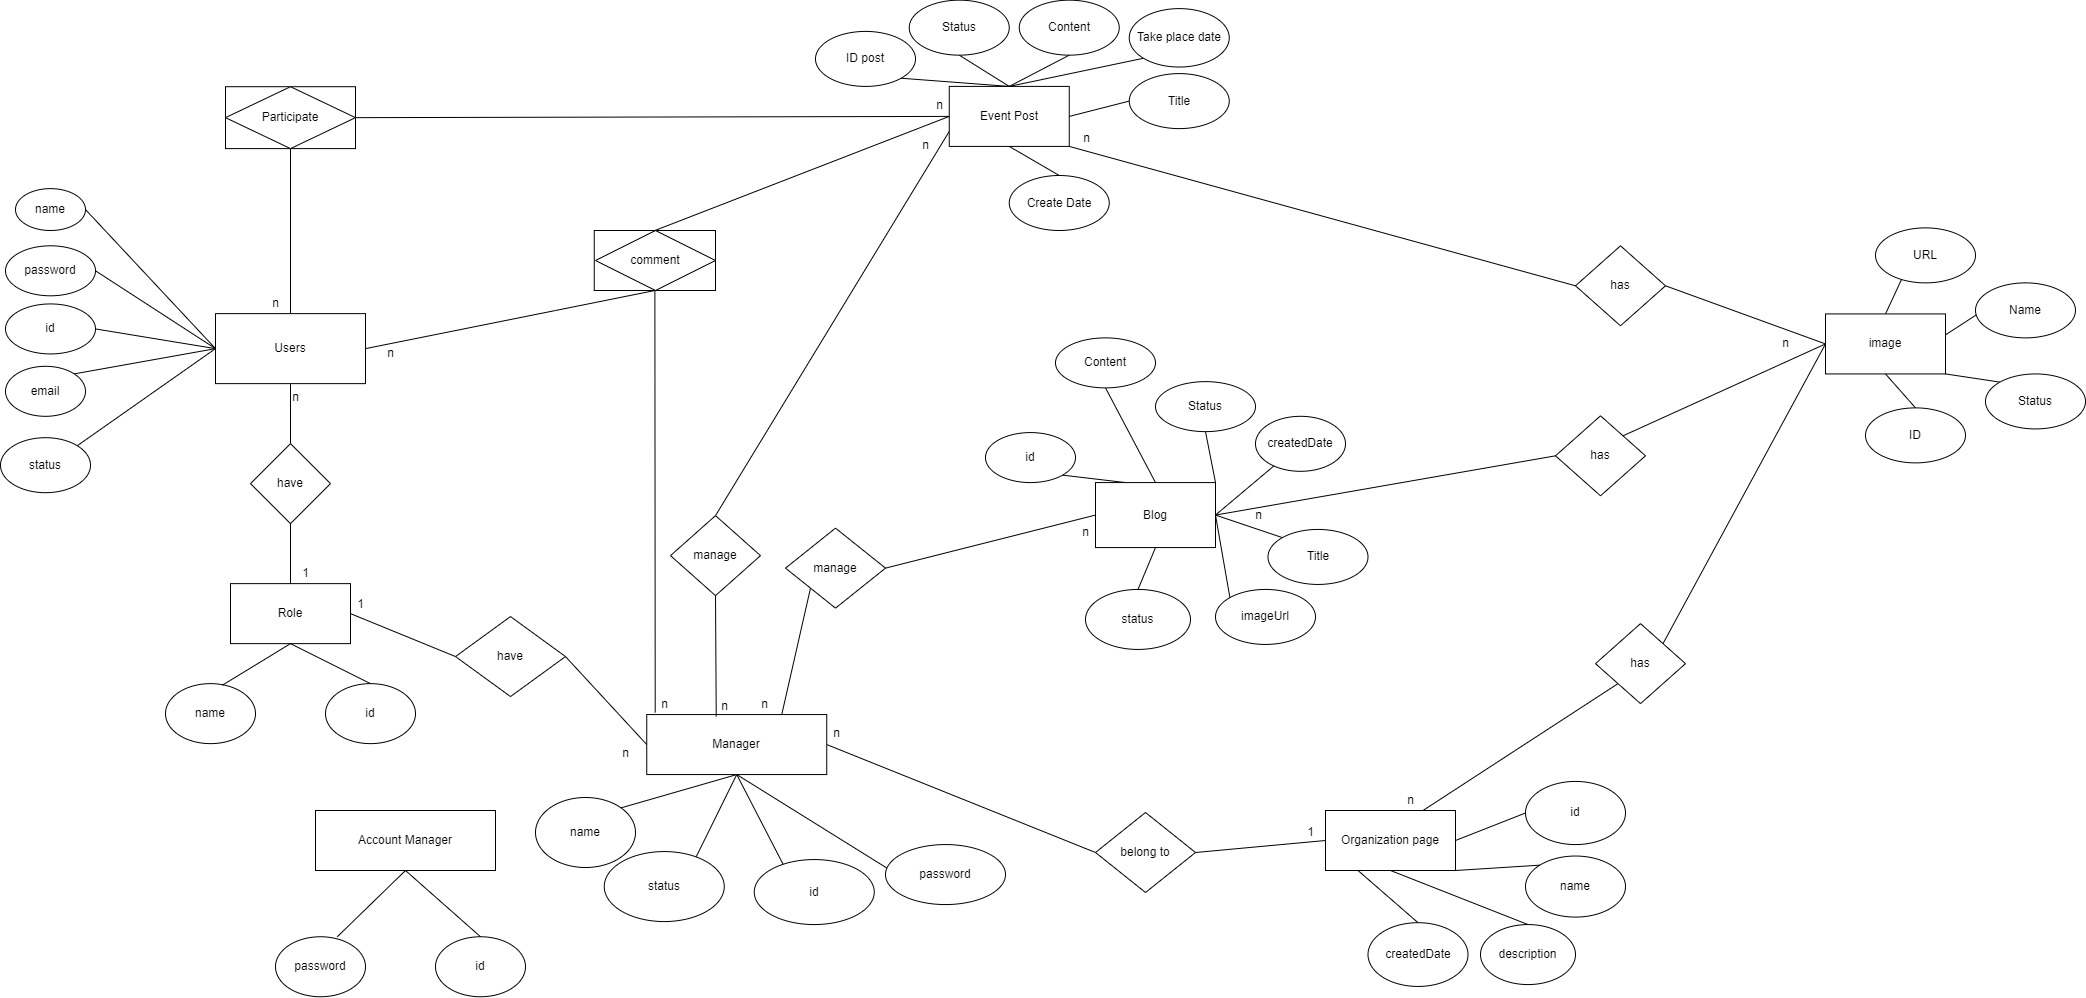 Status
Content
Take place date
ID post
Title
n
Event Post
Participate
n
n
Create Date
name
comment
URL
password
has
n
Name
id
Users
n
image
n
Content
email
n
Status
Status
ID
createdDate
status
id
has
have
Blog
n
n
Title
manage
manage
1
1
Role
status
imageUrl
have
has
name
id
n
n
n
n
n
Manager
n
1
id
name
Account Manager
belong to
Organization page
status
id
password
name
password
id
createdDate
description